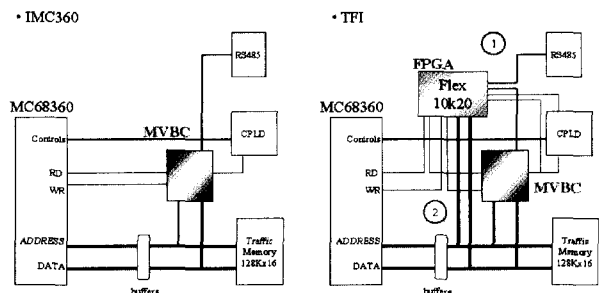 • IMC360
RS485
MC68360
MVBC
Controls
CPLD
RD
WR
ADDRESS
DATA
Traffic
Memory
128Kx16
buffers
• TFI
1
RS485
FPGA
Flex
10k20
MC68360
Controls
CPLD
RD
WR
MVBC
2
ADDRESS
DATA
Traffic
Memory
128Kx16
buffers